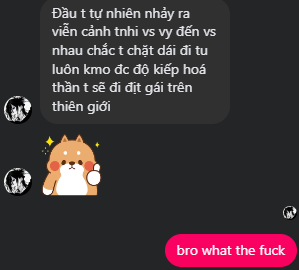 Đầu t tự nhiên nhảy ra
viễn cảnh tnhi vs vy đến vs
nhau chắc t chặt dái đi tu
luôn kmo đc độ kiếp hoá
thần t sẽ đi địt gái trên
thiên giới
bro what the fuck